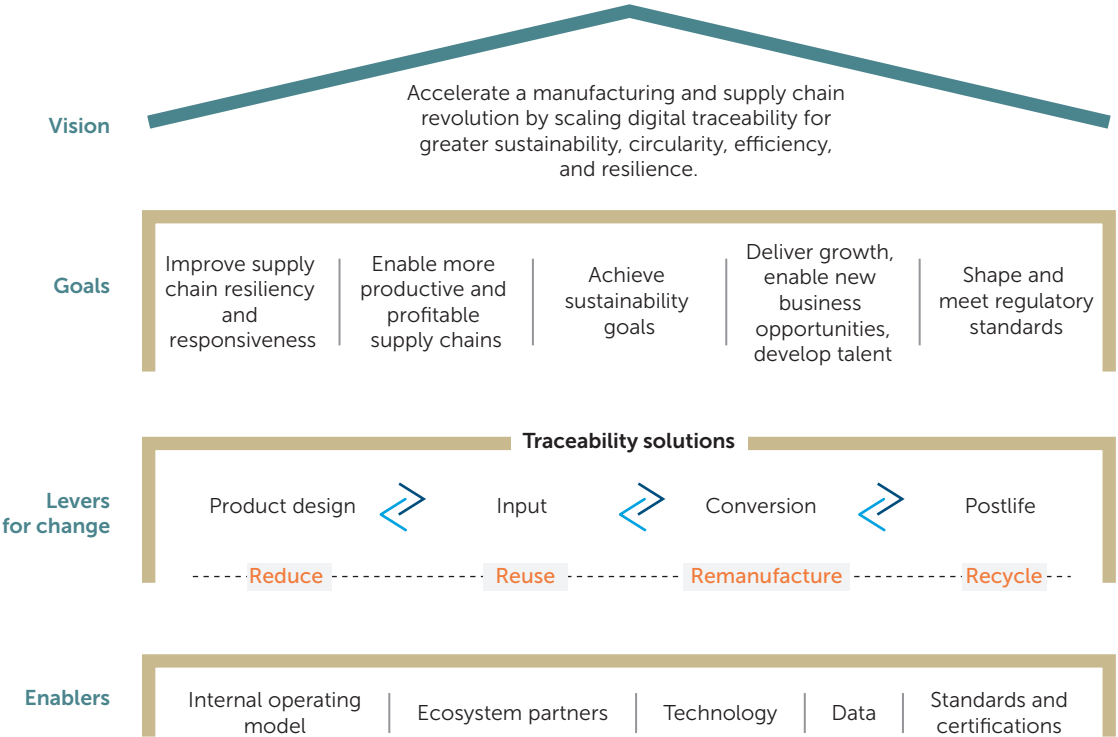 Vision
Accelerate a manufacturing and supply chain
revolution by scaling digital traceability for
greater sustainability, circularity, efficiency,
and resilience.
Goals
Improve supply
chain resiliency
and
responsiveness
Enable more
productive and
profitable
supply chains
Achieve
sustainability
goals
Deliver growth,
enable new
business
opportunities,
develop talent
Shape and
meet regulatory
standards
Levers
for change
Traceability solutions
Product design
Input
Conversion
Postlife
Reduce
Reuse
Remanufacture
Recycle
Enablers
Internal operating
model
Ecosystem partners
Technology
Data
Standards and
certifications